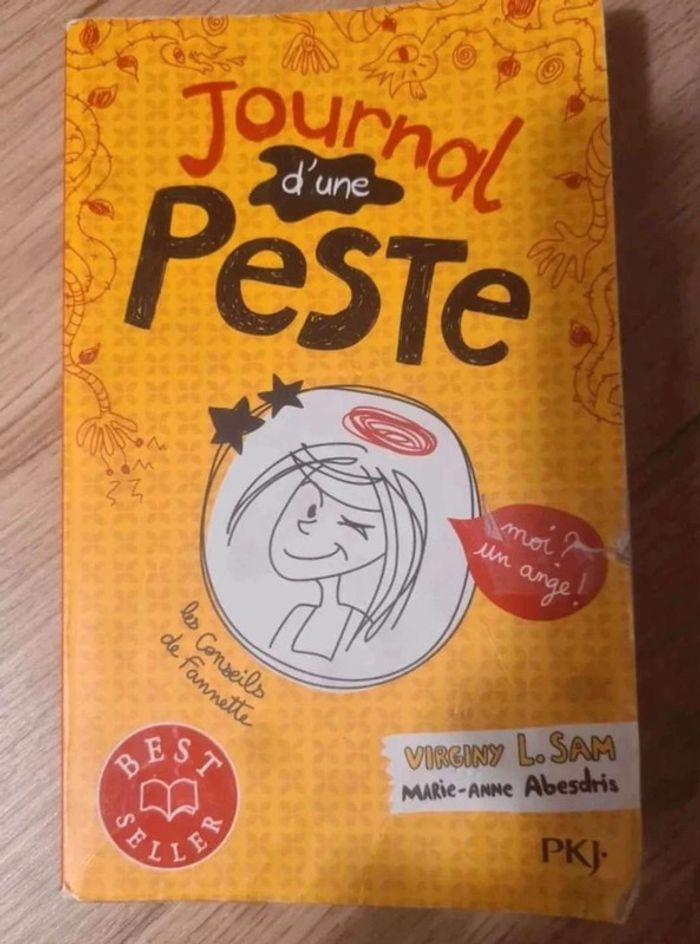 Journal
d'une
Peste
moi ?
un ange !
les Conseils
de Fannette
BEST
SELLER
VIRGINY L. SAM
MARIE-ANNE Abesdris
PKJ.